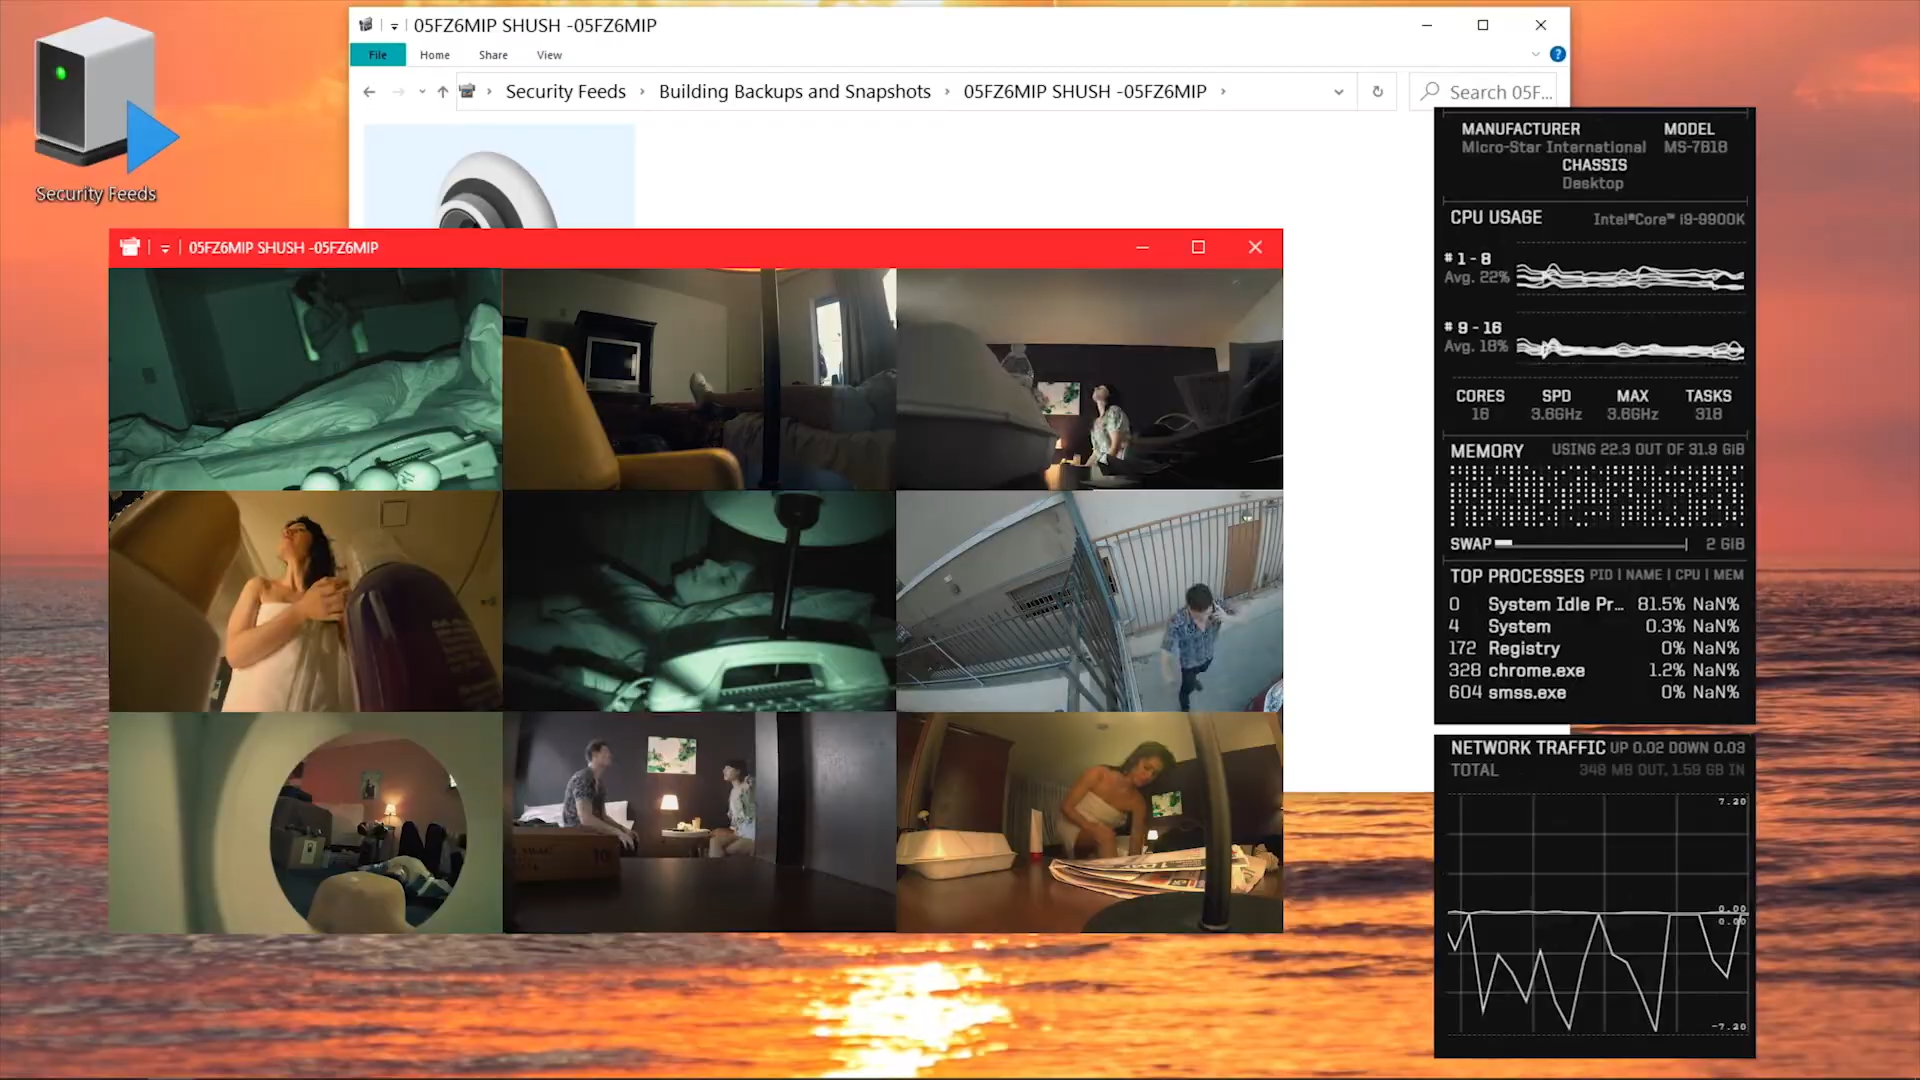 Security Feeds
05FZ6MIP SHUSH -05FZ6MIP
File Home Share View
Security Feeds Building Backups and Snapshots 05FZ6MIP SHUSH -05FZ6MIP
Search 05F...
05FZ6MIP SHUSH -05FZ6MIP
MANUFACTURER MODEL
Micro-Star International MS-7B18
CHASSIS
Desktop
CPU USAGE Intel®Core™ i9-9900K
# 1 - 8
Avg. 22%
# 9 - 16
Avg. 18%
CORES SPD MAX TASKS
16 3.6GHz 3.6GHz 318
MEMORY USING 22.3 OUT OF 31.9 GiB
SWAP 2 GiB
TOP PROCESSES PID | NAME | CPU | MEM
0 System Idle Pr... 81.5% NaN%
4 System 0.3% NaN%
172 Registry 0% NaN%
328 chrome.exe 1.2% NaN%
604 smss.exe 0% NaN%
NETWORK TRAFFIC UP 0.02 DOWN 0.03
TOTAL 348 MB OUT, 1.59 GB IN
7.20
0.00
0.00
-7.20